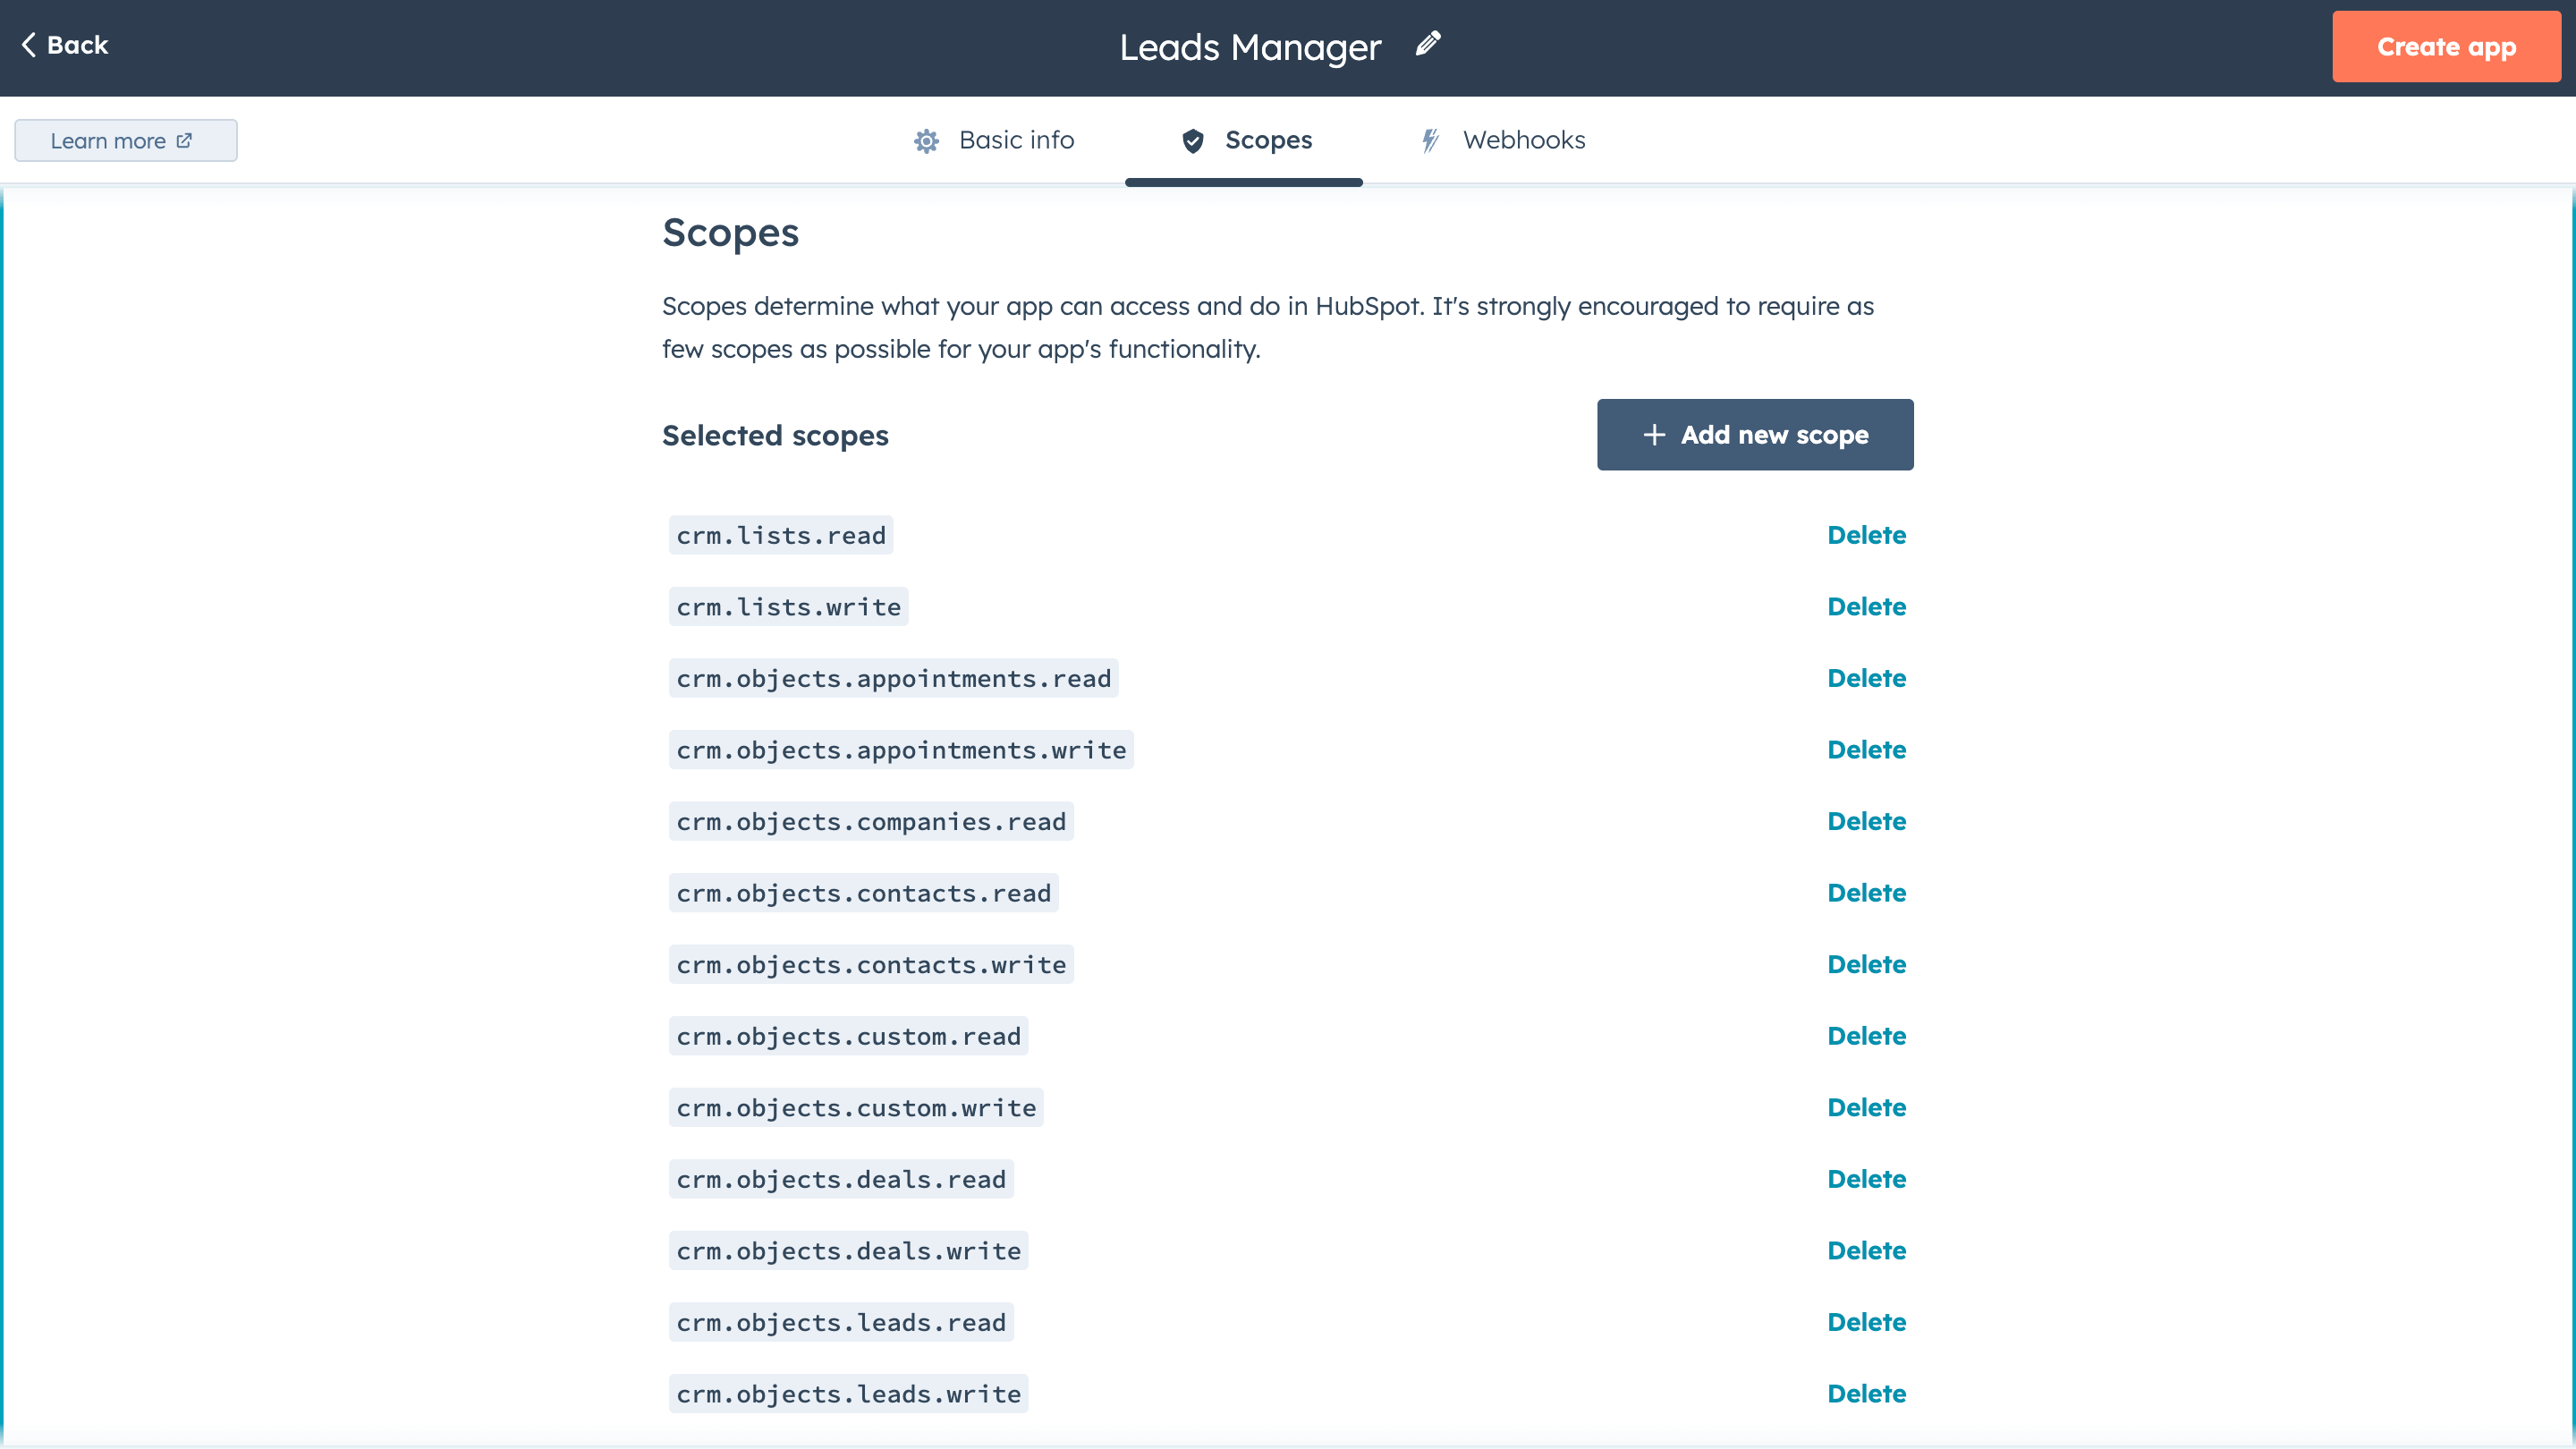 Back
Leads Manager
Create app
Learn more
Basic info
Scopes
Webhooks
Scopes
Scopes determine what your app can access and do in HubSpot. It's strongly encouraged to require as
few scopes as possible for your app's functionality.
Selected scopes
+ Add new scope
crm.lists.read Delete
crm.lists.write Delete
crm.objects.appointments.read Delete
crm.objects.appointments.write Delete
crm.objects.companies.read Delete
crm.objects.contacts.read Delete
crm.objects.contacts.write Delete
crm.objects.custom.read Delete
crm.objects.custom.write Delete
crm.objects.deals.read Delete
crm.objects.deals.write Delete
crm.objects.leads.read Delete
crm.objects.leads.write Delete